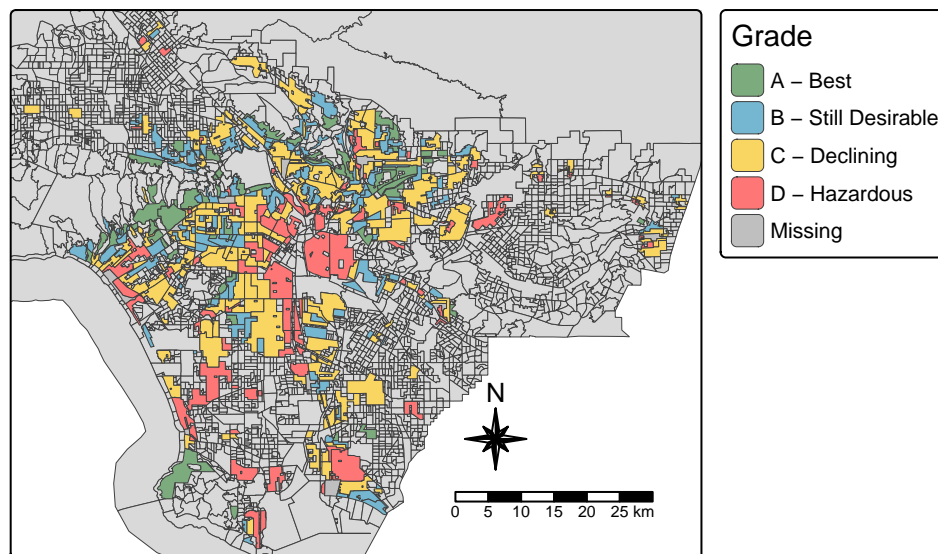 Grade
A – Best
B – Still Desirable
C – Declining
D – Hazardous
Missing
N
0 5 10 15 20 25 km